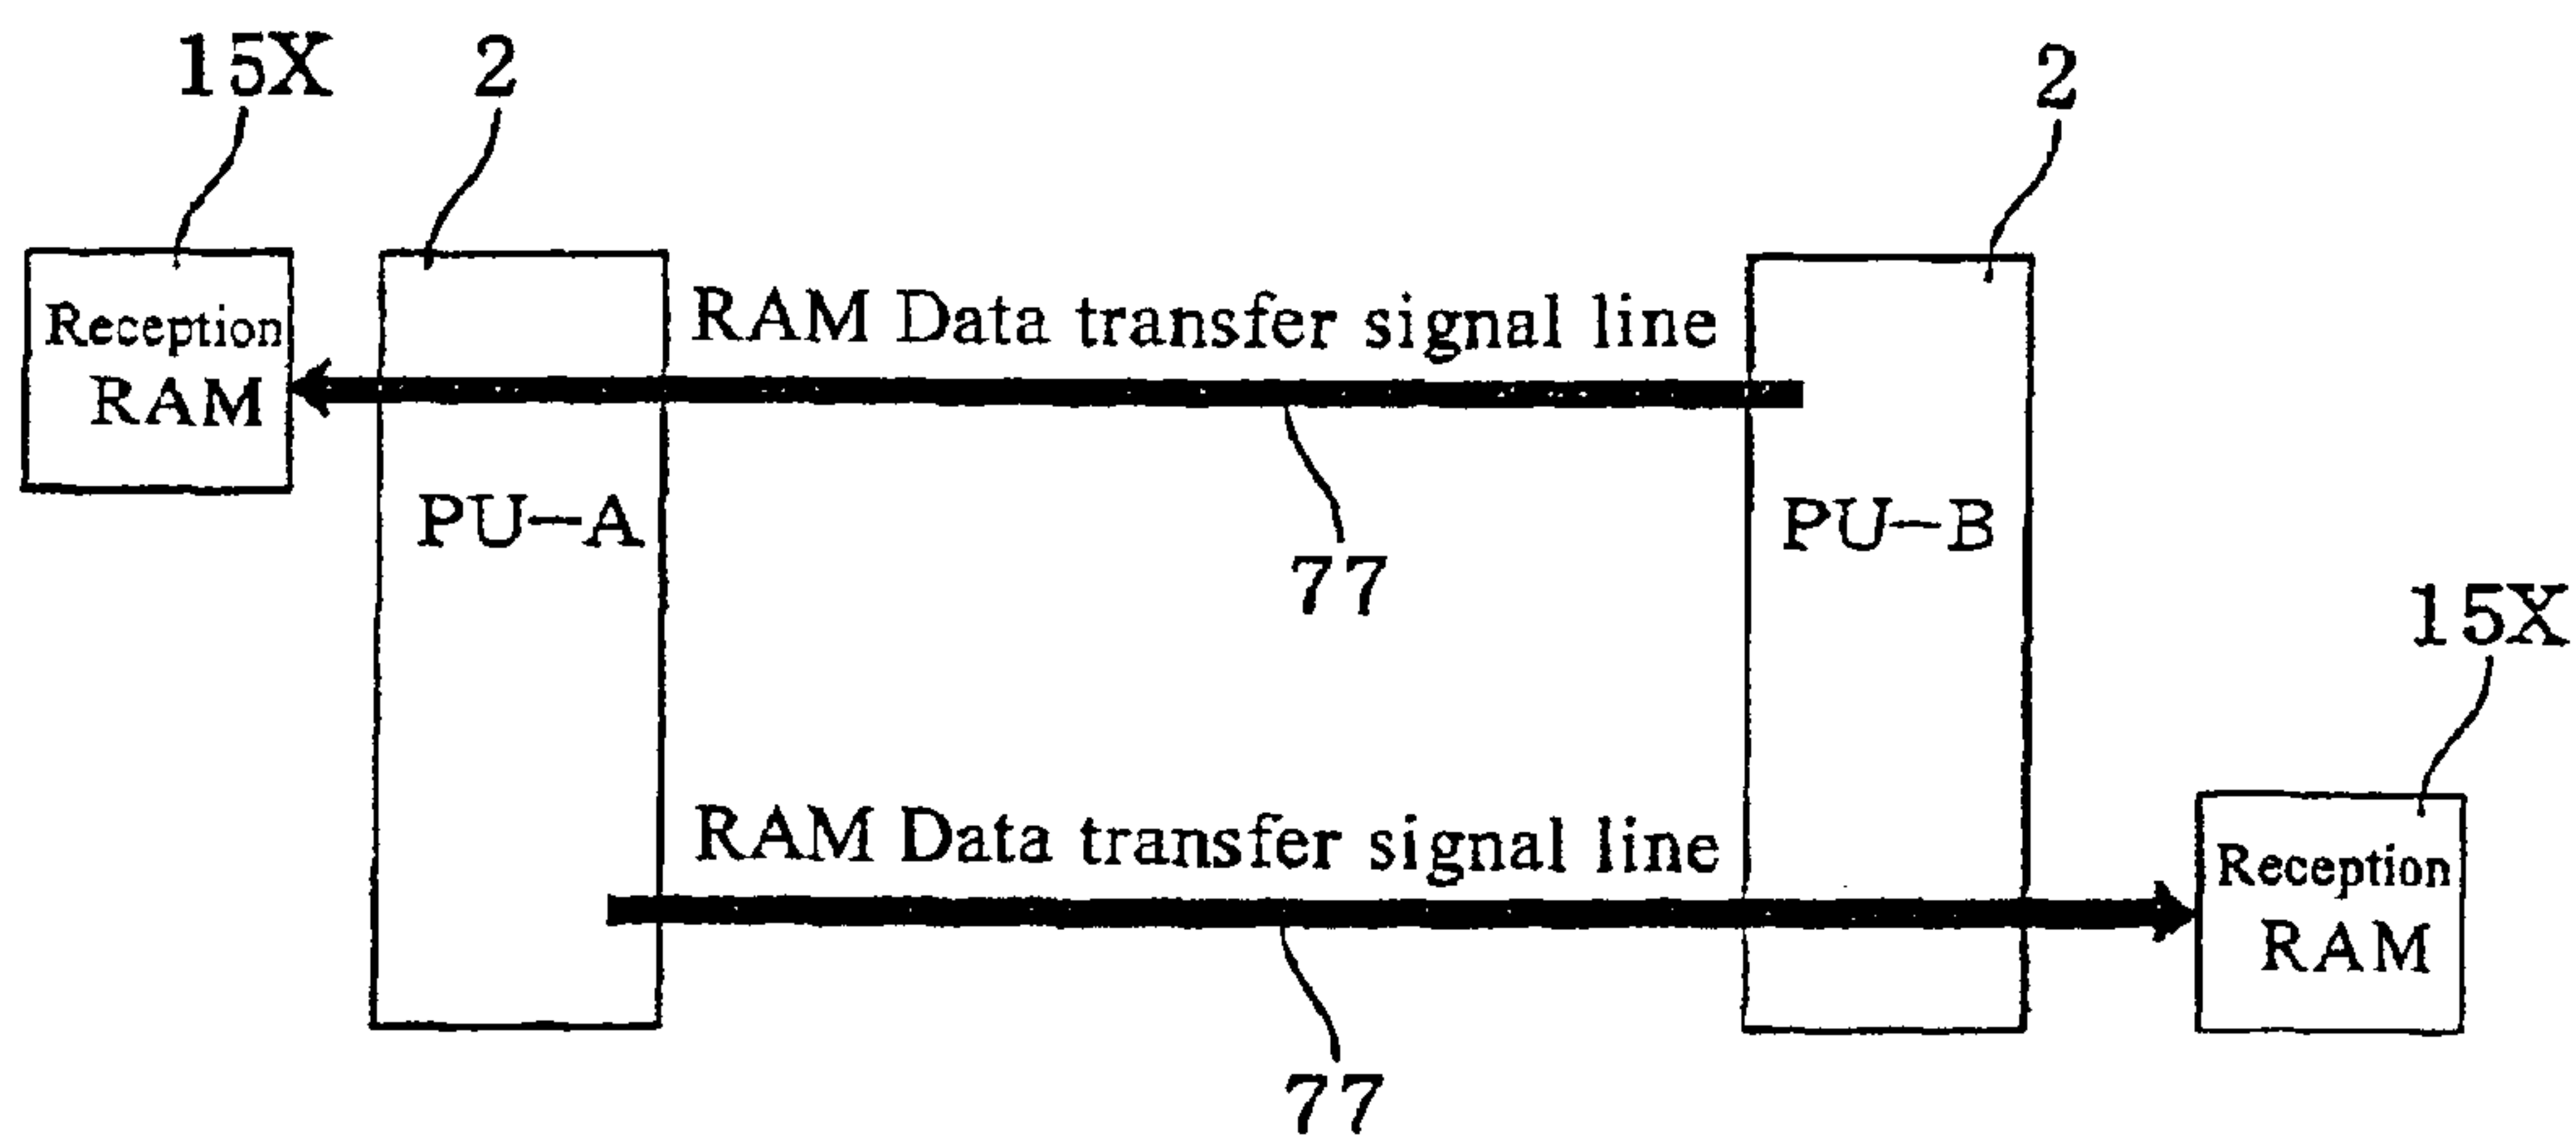 15X
2
2
Reception
RAM
RAM Data transfer signal line
PU-A
PU-B
77
15X
RAM Data transfer signal line
Reception
RAM
77